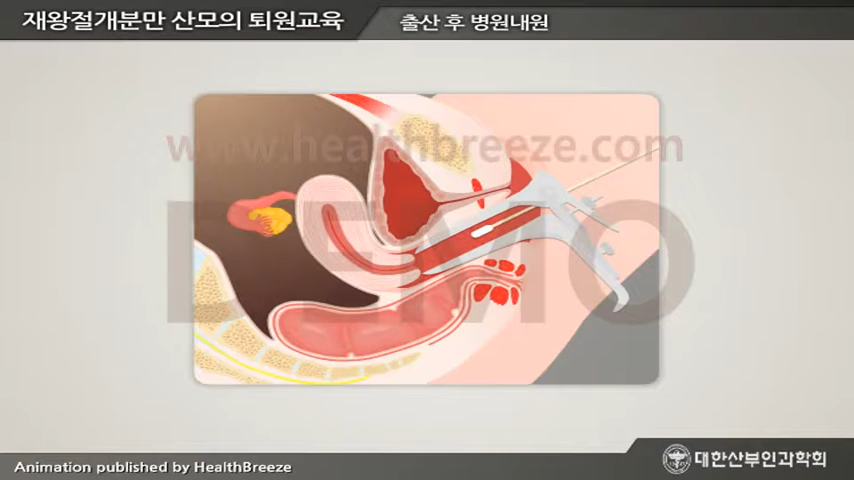 재왕절개분만 산모의 퇴원교육
출산 후 병원내원
www.healthbreeze.com
DEMO
Animation published by HealthBreeze
대한산부인과학회